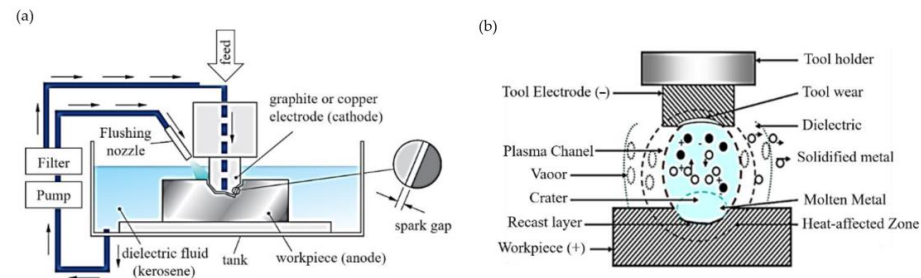 (a)
feed
graphite or copper
electrode (cathode)
Flushing
nozzle
Filter
Pump
spark gap
dielectric fluid
(kerosene)
tank
workpiece (anode)
(b)
Tool holder
Tool Electrode (–)
Tool wear
Dielectric
Plasma Chanel
Solidified metal
Vaoor
Crater
Molten Metal
Recast layer
Heat-affected Zone
Workpiece (+)